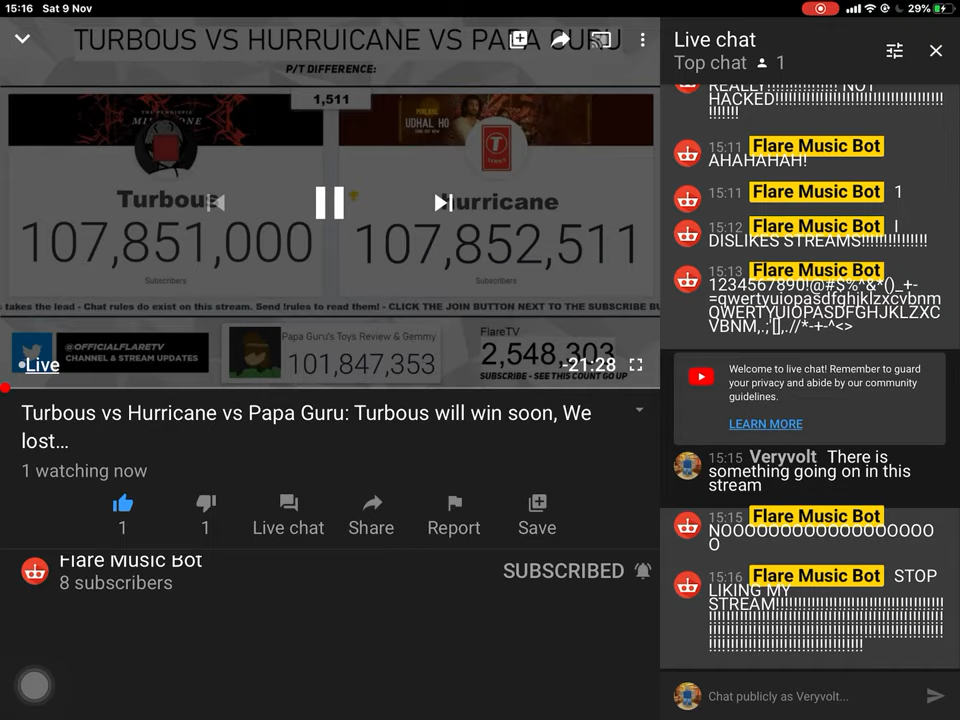 15:16 Sat 9 Nov
29%
TURBOUS VS HURRUICANE VS PAPA GURU
P/T DIFFERENCE:
1,511
UDHAL HO
Turbous
Hurricane
107,851,000
107,852,511
Subscribers
Subscribers
takes the lead - Chat rules do exist on this stream. Send !rules to read them! - CLICK THE JOIN BUTTON NEXT TO THE SUBSCRIBE BU
@OFFICIALFLARETV
CHANNEL & STREAM UPDATES
Papa Guru's Toys Review & Gemmy
101,847,353
FlareTV
2,548,303
SUBSCRIBE - SEE THIS COUNT GO UP
Live
-21:28
Turbous vs Hurricane vs Papa Guru: Turbous will win soon, We
lost...
1 watching now
1
1
Live chat
Share
Report
Save
Flare Music Bot
8 subscribers
SUBSCRIBED
Live chat
Top chat 1
REALLY!!!!!!!!!!!!!! NOT
HACKED!!!!!!!!!!!!!!!!!!!!!!!!!!!!!!!!!!
!!!!!!
15:11 Flare Music Bot
AHAHAHAH!
15:11 Flare Music Bot 1
15:12 Flare Music Bot I
DISLIKES STREAMS!!!!!!!!!!!!!!
15:13 Flare Music Bot
1234567890!@#$%^&*()_+-
=qwertyuiopasdfghjklzxcvbnm
QWERTYUIOPASDFGHJKLZXC
VBNM,.;'[],.//*-+-^<>
Welcome to live chat! Remember to guard
your privacy and abide by our community
guidelines.
LEARN MORE
15:15 Veryvolt There is
something going on in this
stream
15:15 Flare Music Bot
NOOOOOOOOOOOOOOOOOO
O
15:16 Flare Music Bot STOP
LIKING MY
STREAM!!!!!!!!!!!!!!!!!!!!!!!!!!!!!!!!!!
!!!!!!!!!!!!!!!!!!!!!!!!!!!!!!!!!!!!!!!!!!!!!!!
!!!!!!!!!!!!!!!!!!!!!!!!!!!!!!!!!!!!!!!!!!!!!!!
!!!!!!!!!!!!!!!!!!!!!!!!!!!!!!!
Chat publicly as Veryvolt...